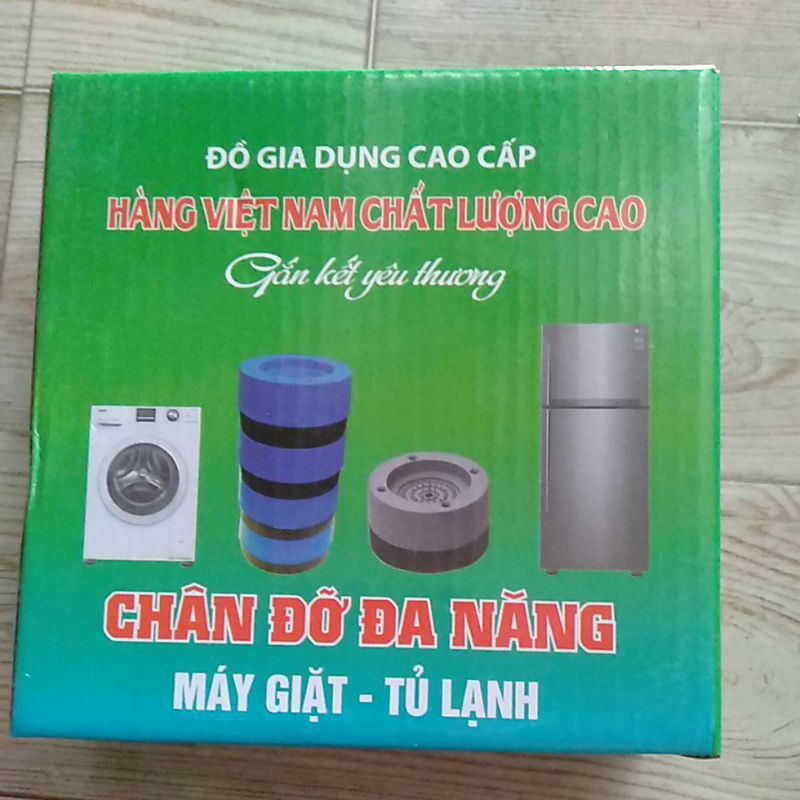 ĐỒ GIA DỤNG CAO CẤP
HÀNG VIỆT NAM CHẤT LƯỢNG CAO
Gắn kết yêu thương
CHÂN ĐỠ ĐA NĂNG
MÁY GIẶT - TỦ LẠNH